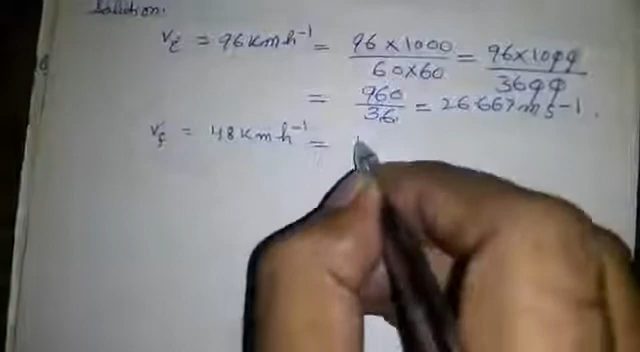 Solution.
vᵢ = 96 km h⁻¹ = 96 × 1000 / 60 × 60 = 96 × 1000 / 3600
= 960 / 36 = 26.667 m s⁻¹.
v_f = 48 km h⁻¹ =